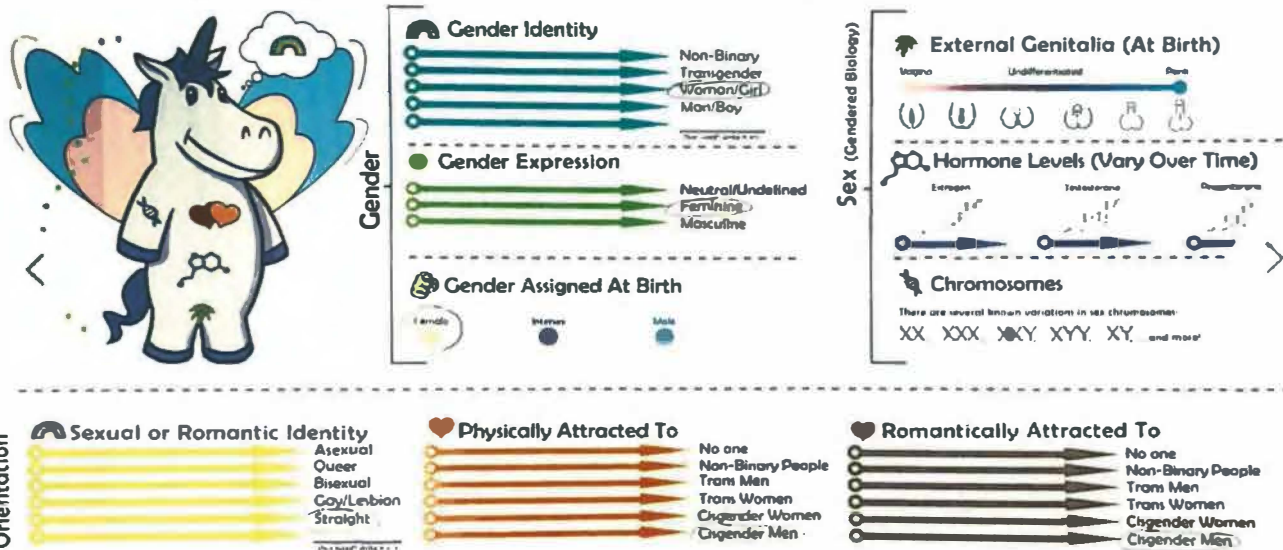 Gender
Gender Identity
Non-Binary
Transgender
Woman/Girl
Man/Boy
Gender Expression
Neutral/Undefined
Feminine
Masculine
Gender Assigned At Birth
Female
Intersex
Male
Sex (Gendered Biology)
External Genitalia (At Birth)
Vagina Undifferentiated Penis
Hormone Levels (Vary Over Time)
Estrogen Testosterone Progesterone
Chromosomes
There are several known variations in sex chromosomes:
XX XXX XXY XYY XY and more!
Orientation
Sexual or Romantic Identity
Asexual
Queer
Bisexual
Gay/Lesbian
Straight
Physically Attracted To
No one
Non-Binary People
Trans Men
Trans Women
Cisgender Women
Cisgender Men
Romantically Attracted To
No one
Non-Binary People
Trans Men
Trans Women
Cisgender Women
Cisgender Men